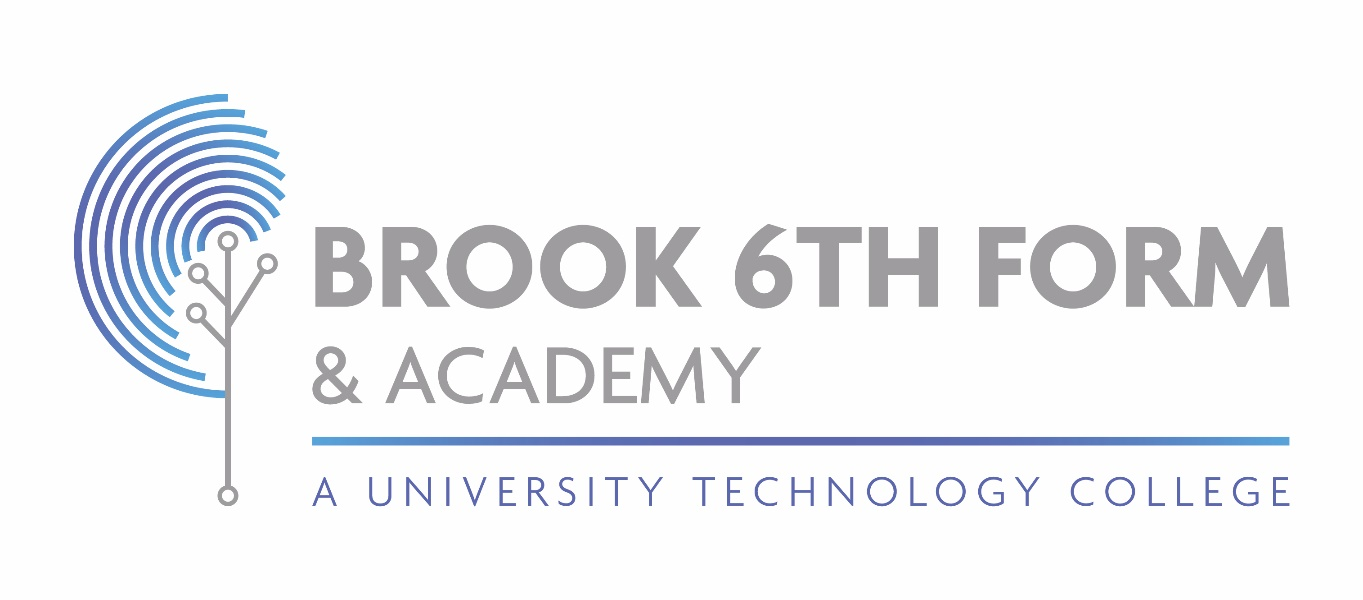 BROOK 6TH FORM
& ACADEMY
A UNIVERSITY TECHNOLOGY COLLEGE